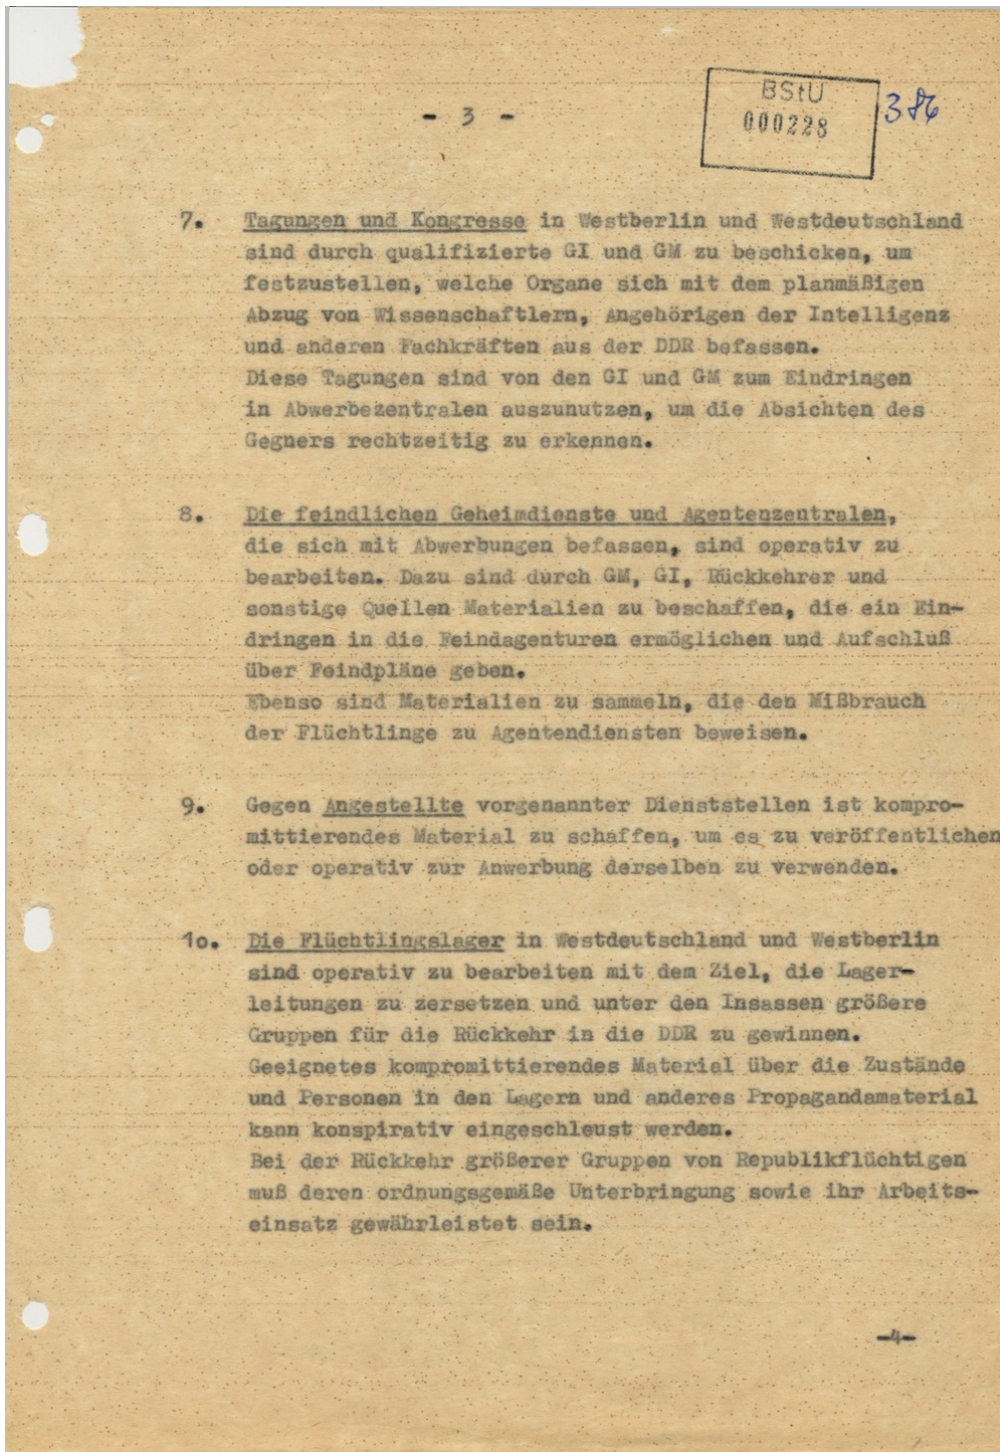 - 3 -
BStU
000228
386
7. Tagungen und Kongresse in Westberlin und Westdeutschland
sind durch qualifizierte GI und GM zu beschicken, um
festzustellen, welche Organe sich mit dem planmäßigen
Abzug von Wissenschaftlern, Angehörigen der Intelligenz
und anderen Fachkräften aus der DDR befassen.
Diese Tagungen sind von den GI und GM zum Eindringen
in Abwerbezentralen auszunutzen, um die Absichten des
Gegners rechtzeitig zu erkennen.
8. Die feindlichen Geheimdienste und Agentenzentralen,
die sich mit Abwerbungen befassen, sind operativ zu
bearbeiten. Dazu sind durch GM, GI, Rückkehrer und
sonstige Quellen Materialien zu beschaffen, die ein Ein-
dringen in die Feindagenturen ermöglichen und Aufschluß
über Feindpläne geben.
Ebenso sind Materialien zu sammeln, die den Mißbrauch
der Flüchtlinge zu Agentendiensten beweisen.
9. Gegen Angestellte vorgenannter Dienststellen ist kompro-
mittierendes Material zu schaffen, um es zu veröffentlichen
oder operativ zur Anwerbung derselben zu verwenden.
1o. Die Flüchtlingslager in Westdeutschland und Westberlin
sind operativ zu bearbeiten mit dem Ziel, die Lager-
leitungen zu zersetzen und unter den Insassen größere
Gruppen für die Rückkehr in die DDR zu gewinnen.
Geeignetes kompromittierendes Material über die Zustände
und Personen in den Lagern und anderes Propagandamaterial
kann konspirativ eingeschleust werden.
Bei der Rückkehr größerer Gruppen von Republikflüchtigen
muß deren ordnungsgemäße Unterbringung sowie ihr Arbeits-
einsatz gewährleistet sein.
-4-